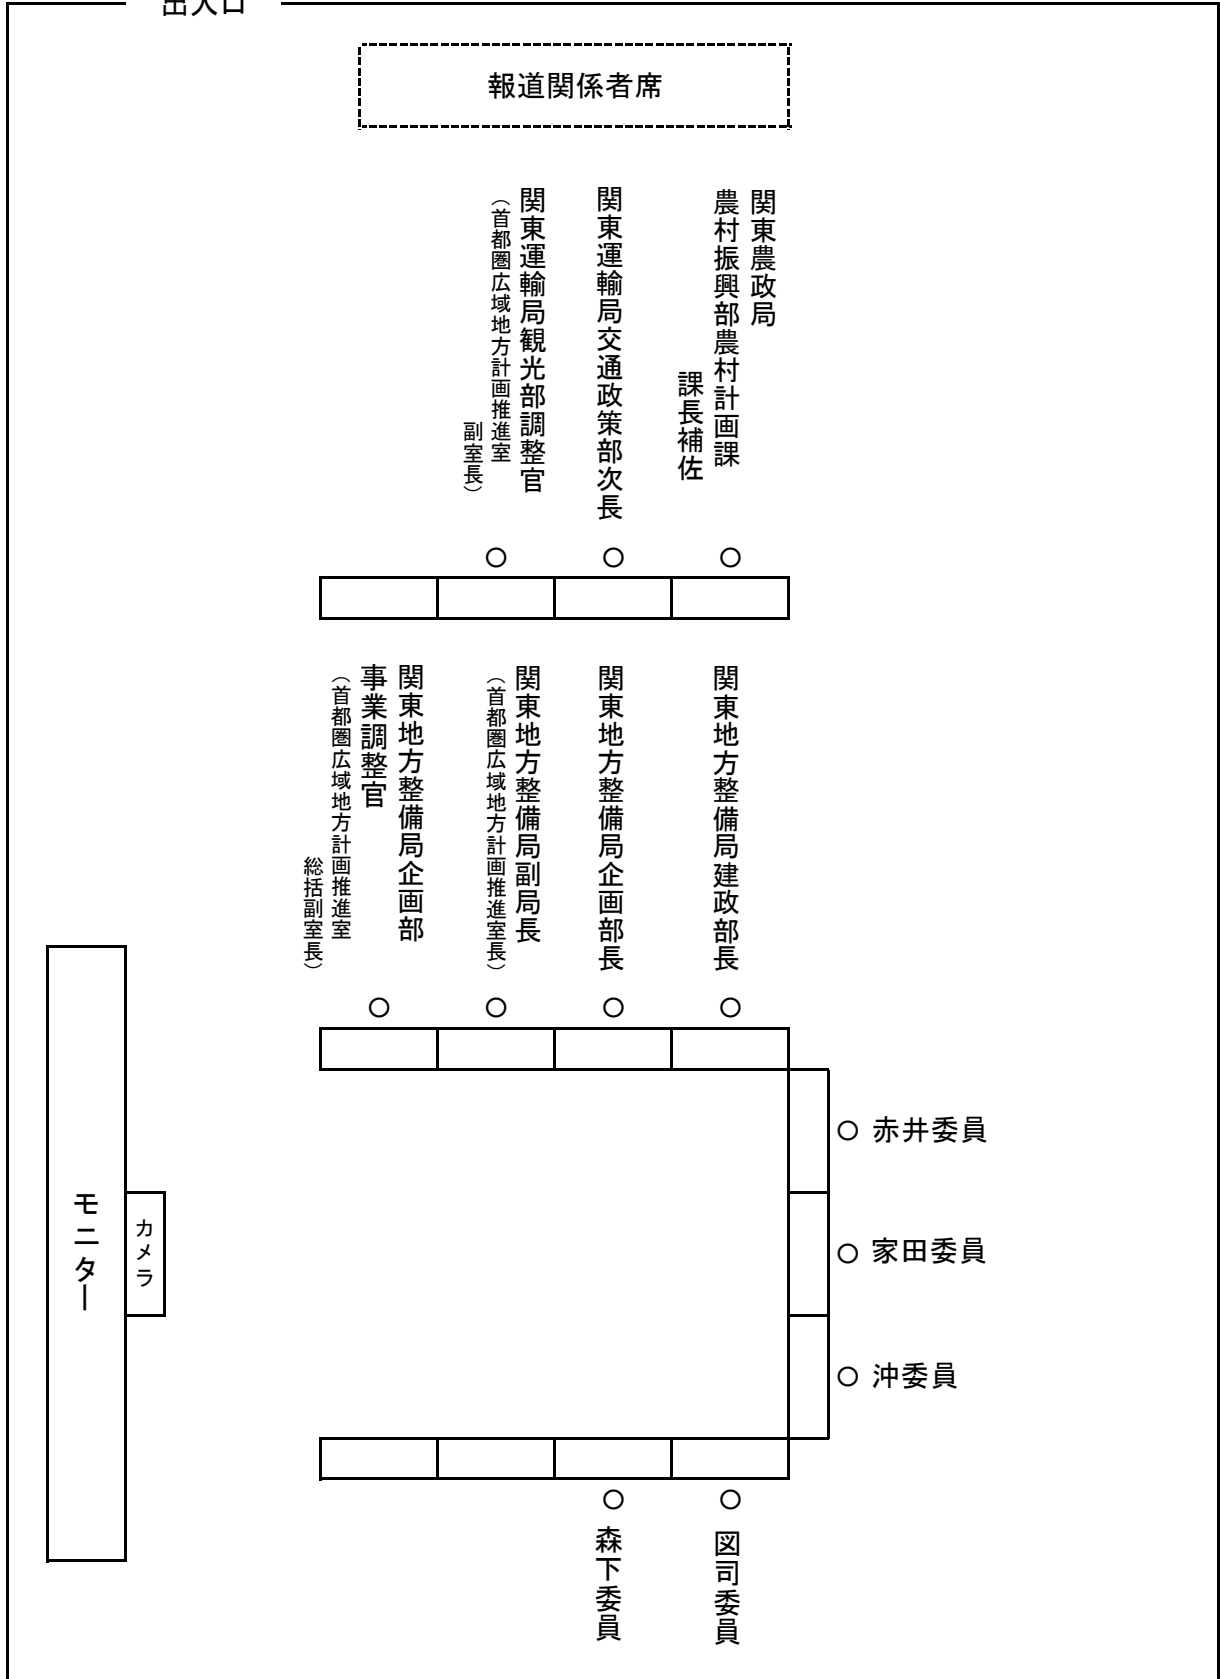 出入口
報道関係者席
関東農政局
農村振興部農村計画課
課長補佐
関東運輸局交通政策部次長
関東運輸局観光部調整官
（首都圏広域地方計画推進室
副室長）
関東地方整備局建政部長
関東地方整備局企画部長
関東地方整備局副局長
（首都圏広域地方計画推進室長）
関東地方整備局企画部
事業調整官
（首都圏広域地方計画推進室
総括副室長）
モニター
カメラ
赤井委員
家田委員
沖委員
図司委員
森下委員